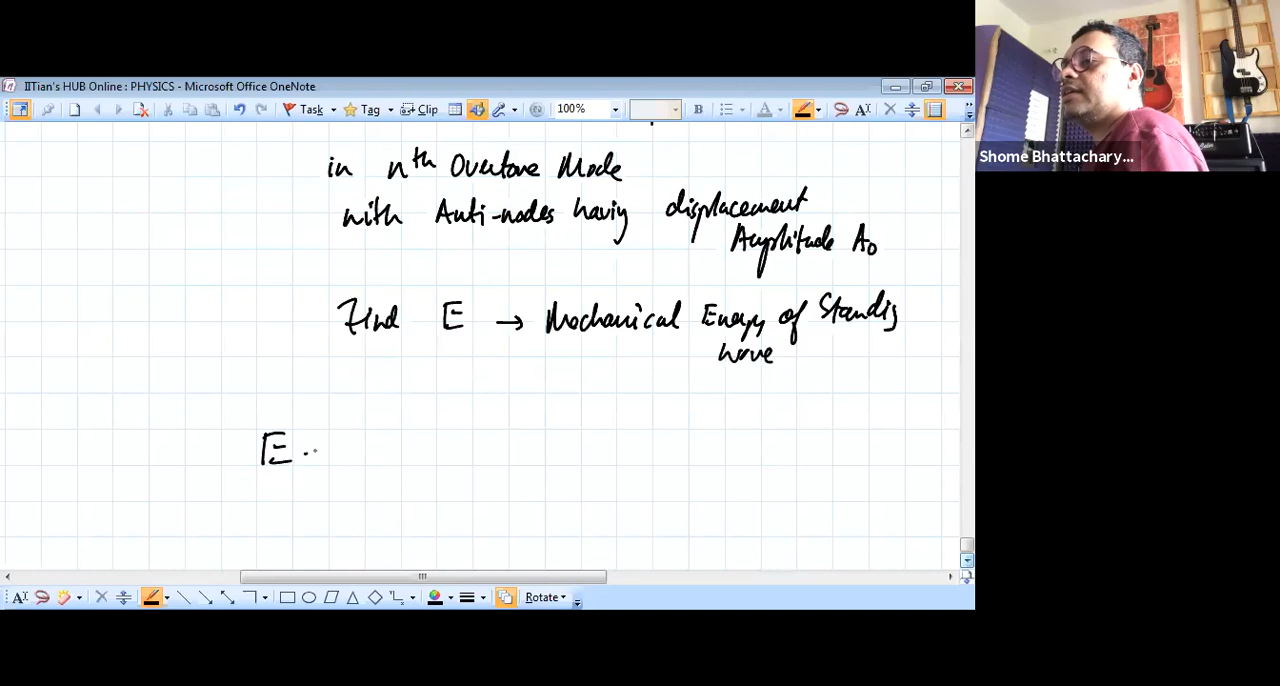 IITian's HUB Online : PHYSICS - Microsoft Office OneNote
Task Tag Clip 100% B A
in nth Overtone Mode
with Anti-nodes having displacement
Amplitude A0
Find E → Mechanical Energy of Standing
wave
E
Rotate
Shome Bhattachary...